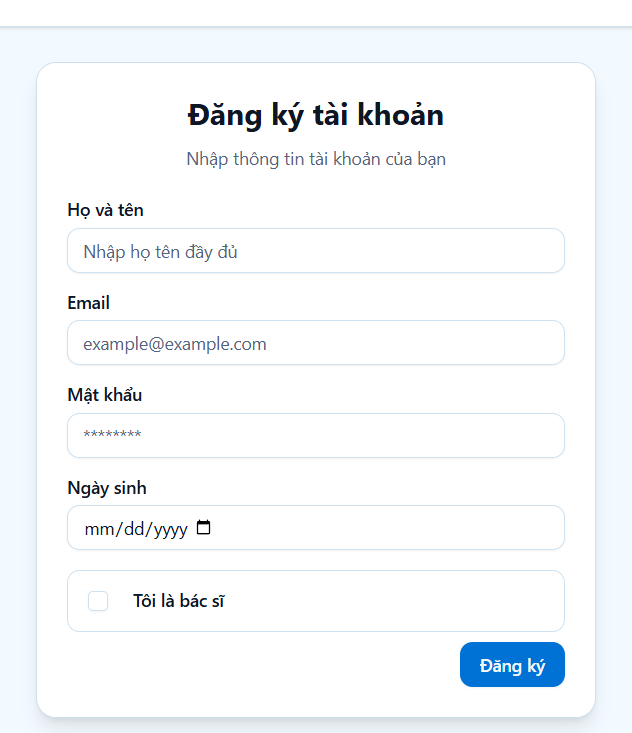 Đăng ký tài khoản
Nhập thông tin tài khoản của bạn
Họ và tên
Nhập họ tên đầy đủ
Email
example@example.com
Mật khẩu
********
Ngày sinh
mm/dd/yyyy
Tôi là bác sĩ
Đăng ký